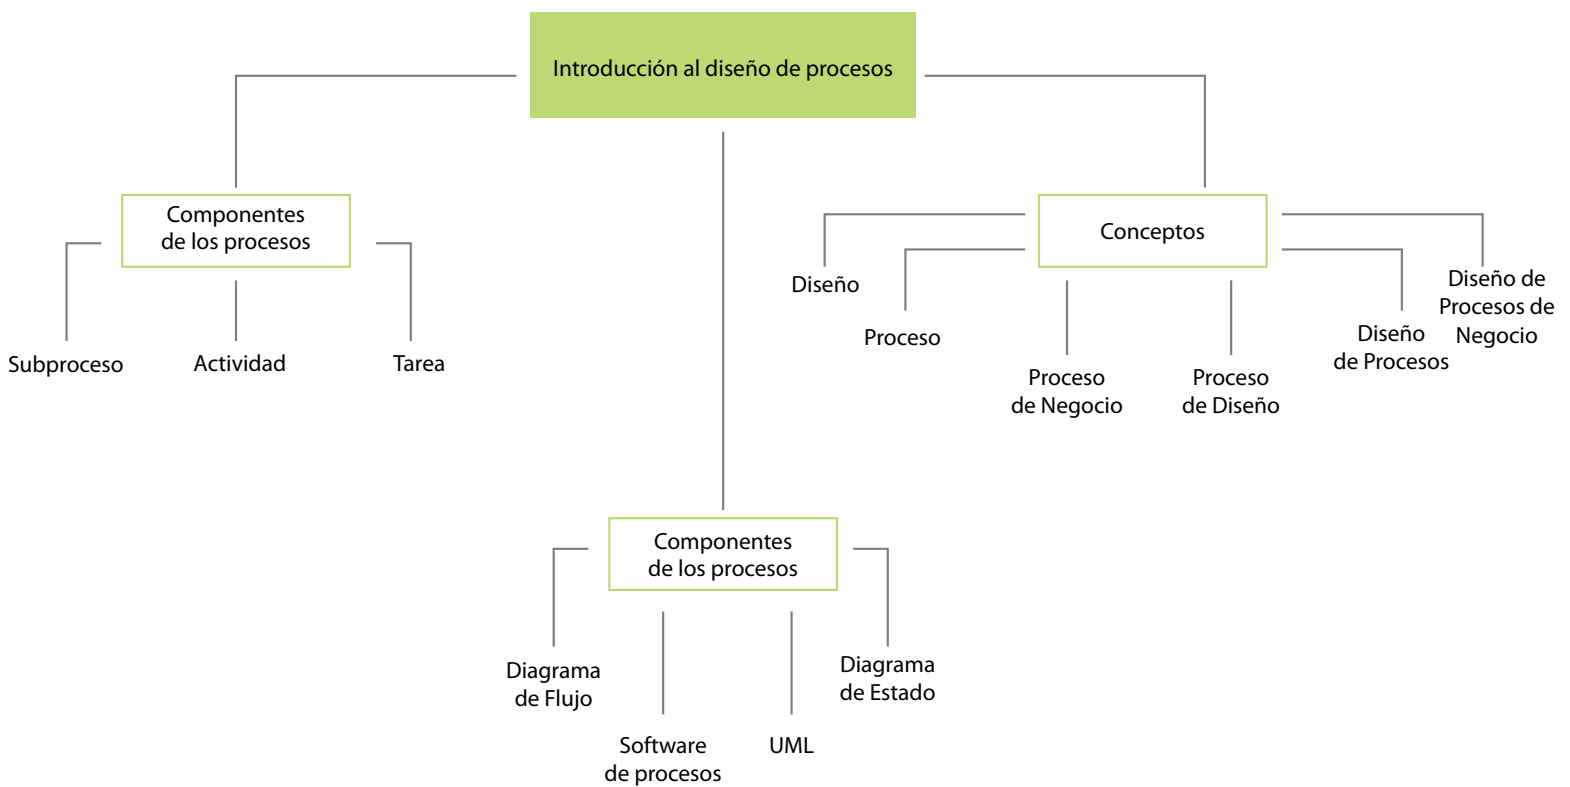 Introducción al diseño de procesos
Componentes
de los procesos
Subproceso
Actividad
Tarea
Conceptos
Diseño
Proceso
Proceso
de Negocio
Proceso
de Diseño
Diseño
de Procesos
Diseño de
Procesos de
Negocio
Componentes
de los procesos
Diagrama
de Flujo
Software
de procesos
UML
Diagrama
de Estado